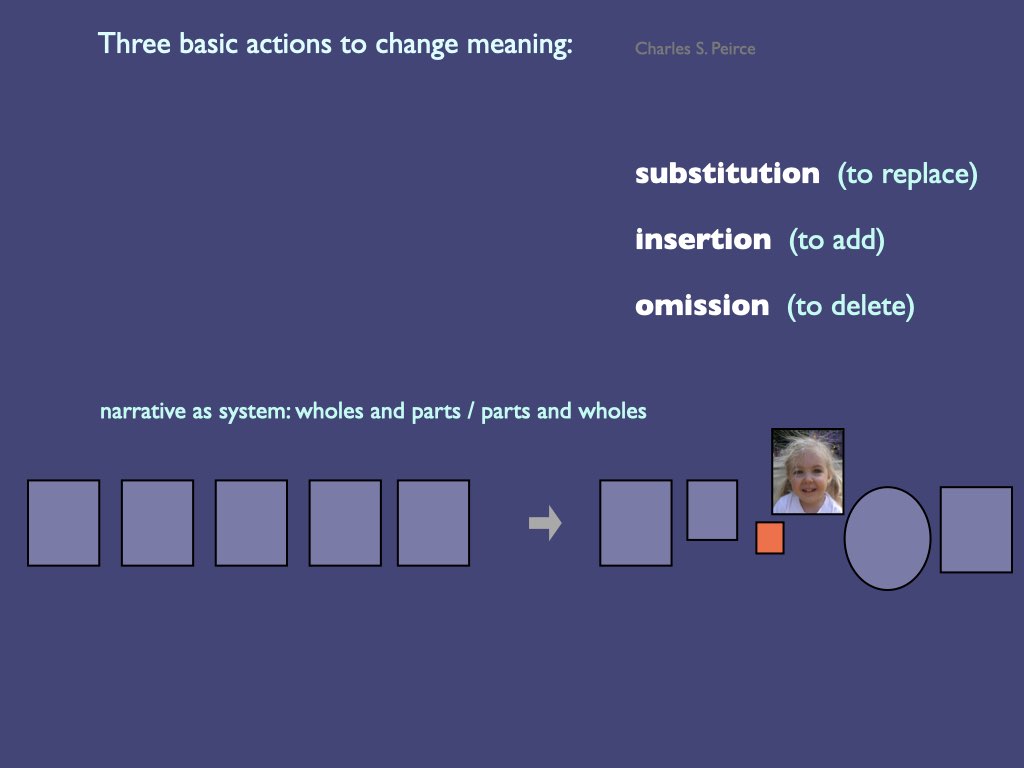 Three basic actions to change meaning:
Charles S. Peirce
substitution (to replace)
insertion (to add)
omission (to delete)
narrative as system: wholes and parts / parts and wholes